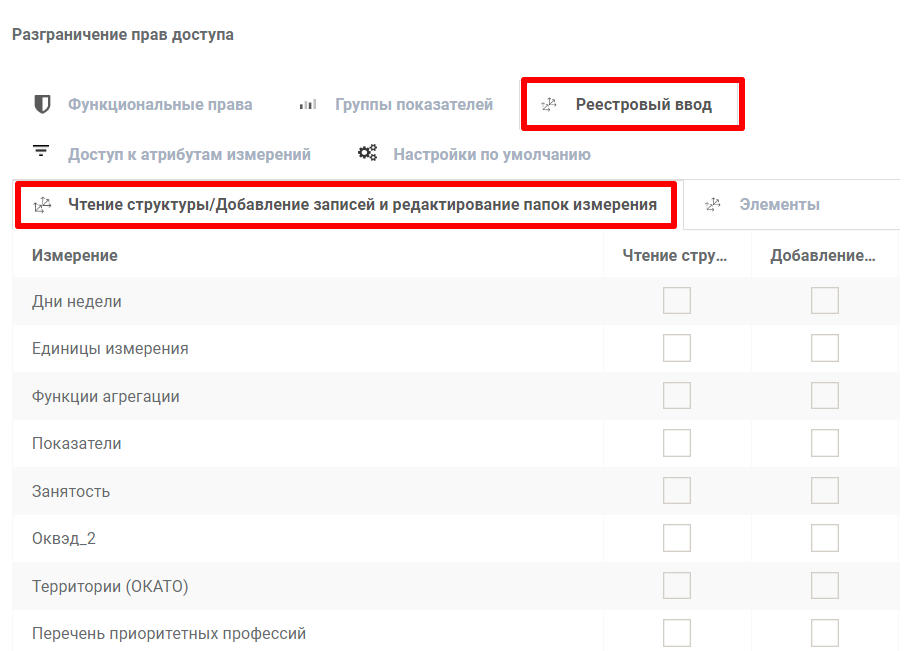 Разграничение прав доступа
Функциональные права Группы показателей Реестровый ввод
Доступ к атрибутам измерений Настройки по умолчанию
Чтение структуры/Добавление записей и редактирование папок измерения Элементы
Измерение Чтение стру... Добавление...
Дни недели
Единицы измерения
Функции агрегации
Показатели
Занятость
Оквэд_2
Территории (ОКАТО)
Перечень приоритетных профессий